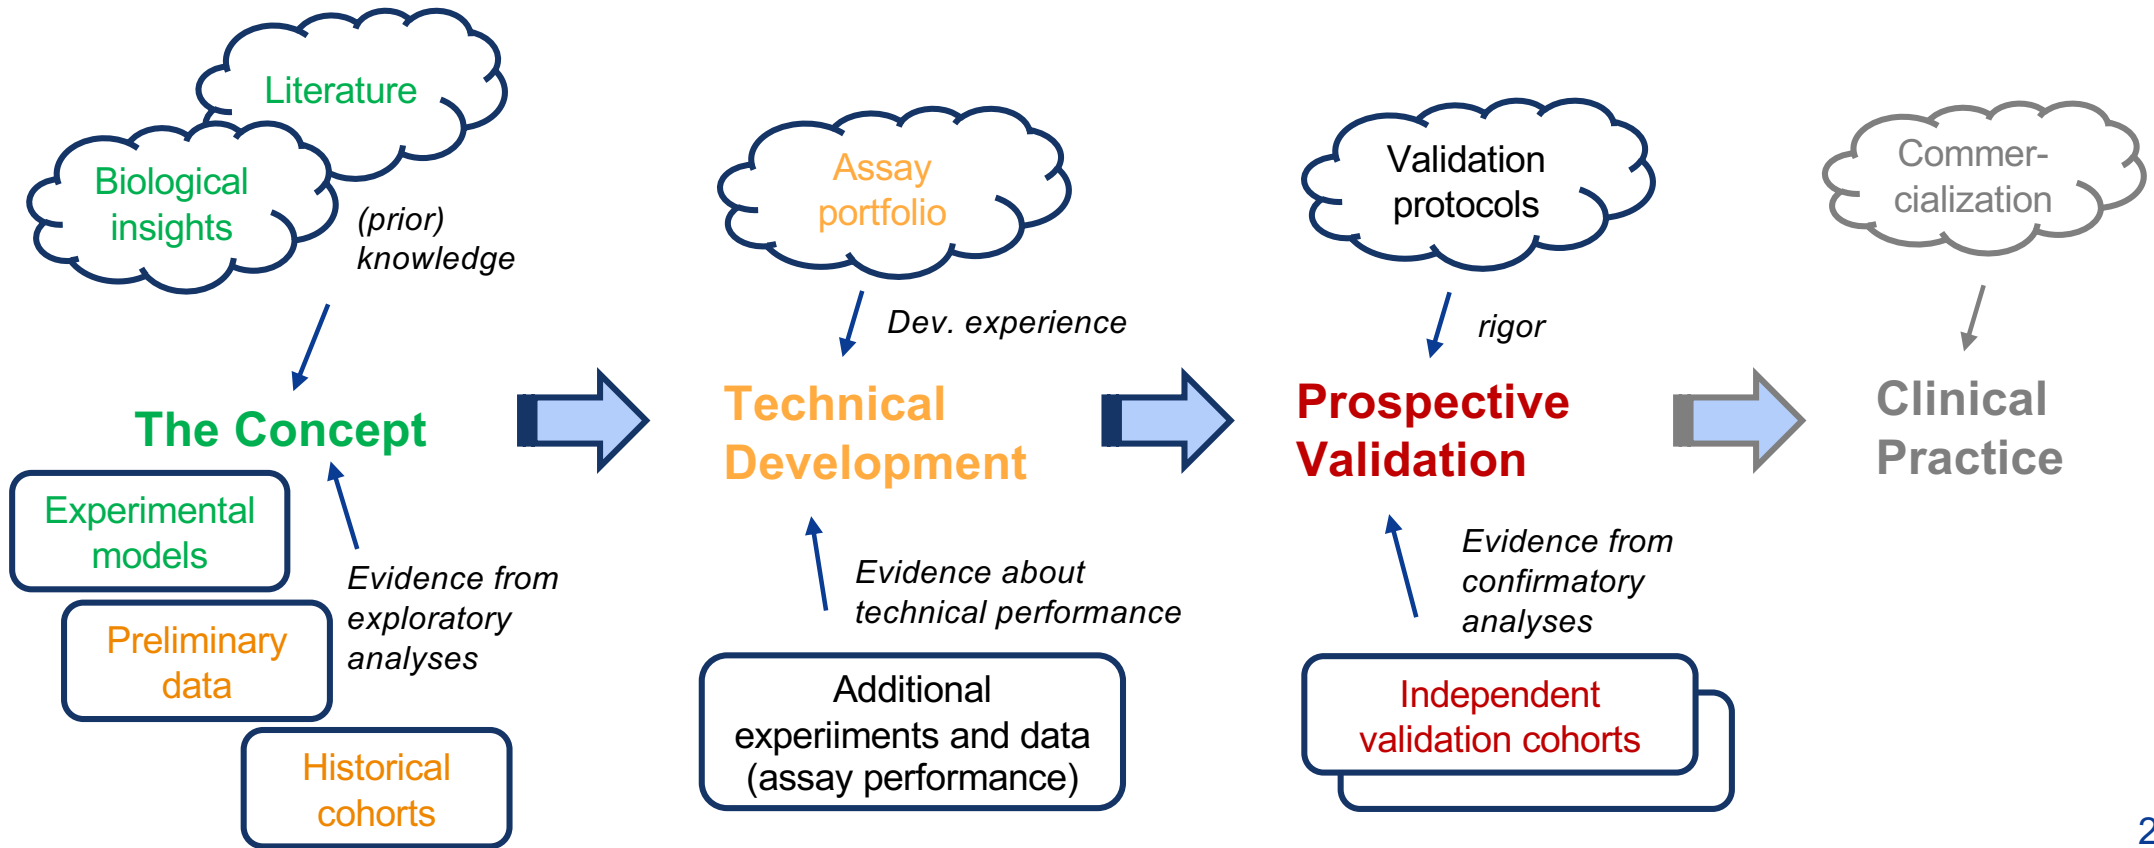 Literature
Biological
insights
(prior)
knowledge
The Concept
Experimental
models
Preliminary
data
Historical
cohorts
Evidence from
exploratory
analyses
Assay
portfolio
Dev. experience
Technical
Development
Evidence about
technical performance
Additional
experiiments and data
(assay performance)
Validation
protocols
rigor
Prospective
Validation
Evidence from
confirmatory
analyses
Independent
validation cohorts
Commer-
cialization
Clinical
Practice
2